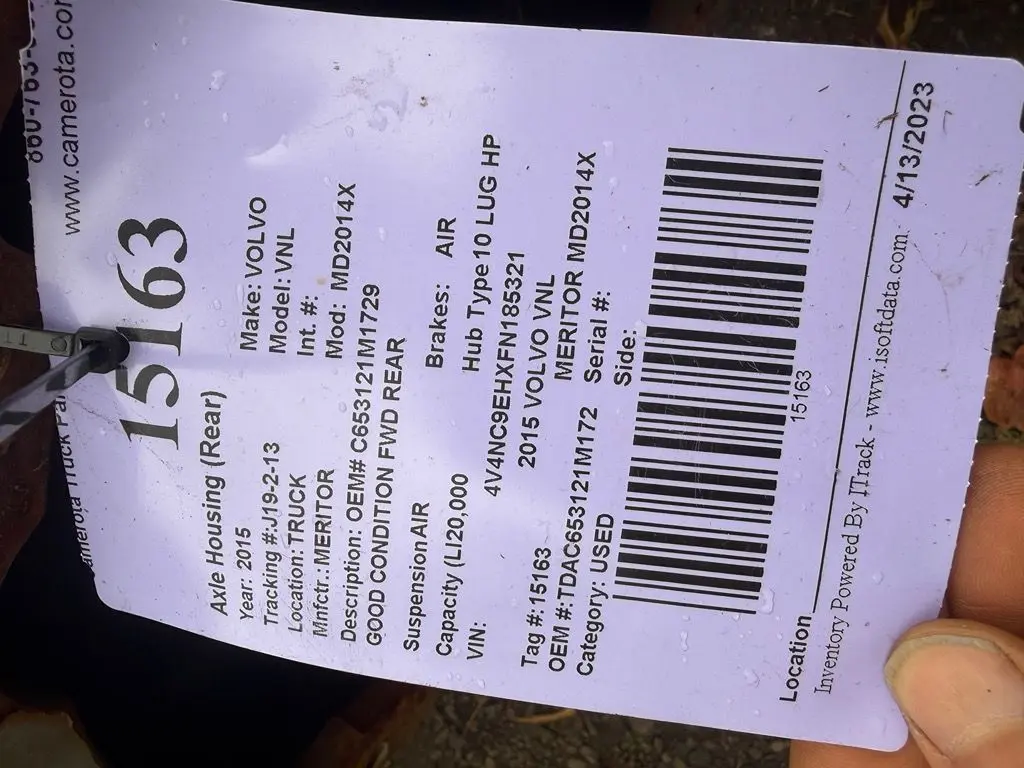 www.camerota.com
15163
Axle Housing (Rear)
Year: 2015 Make: VOLVO
Tracking #:J19-2-13 Model: VNL
Location: TRUCK Int. #:
Mnfctr.: MERITOR Mod: MD2014X
Description: OEM# C653121M1729
GOOD CONDITION FWD REAR
Suspension AIR Brakes: AIR
Capacity (LI20,000 Hub Type 10 LUG HP
VIN: 4V4NC9EHXFN185321
Tag #: 15163 2015 VOLVO VNL
OEM #:TDAC653121M172 MERITOR MD2014X
Category: USED Serial #:
Side:
15163
Location
Inventory Powered By ITrack - www.isoftdata.com 4/13/2023